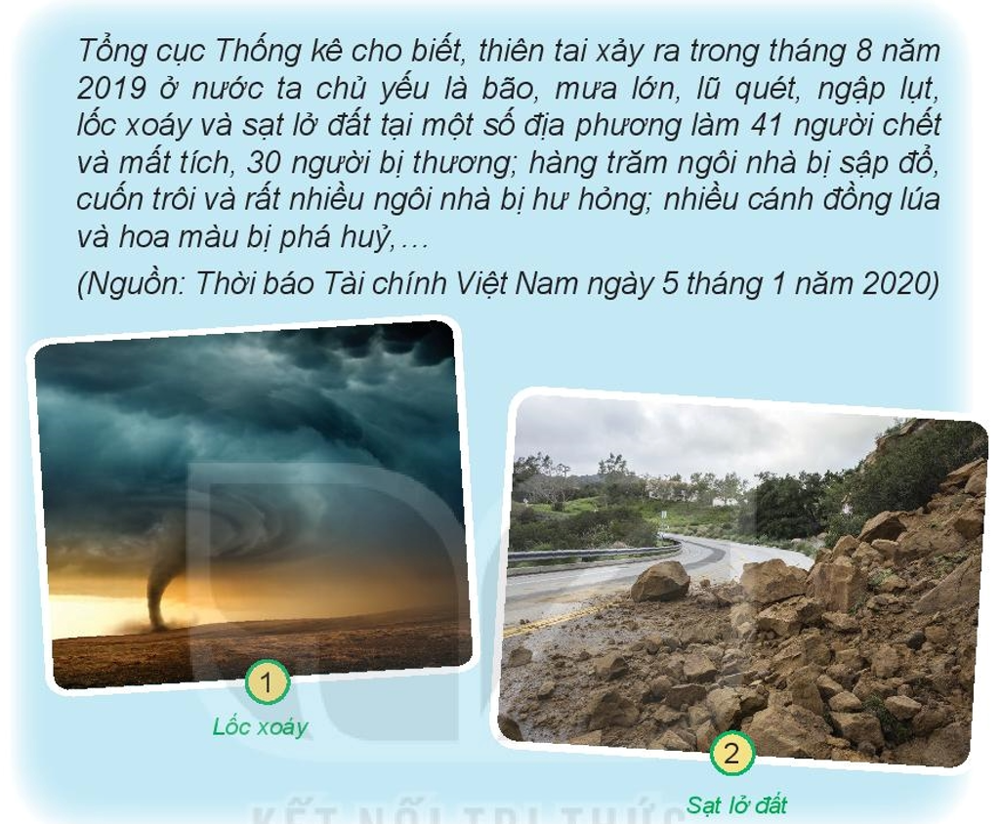 Tổng cục Thống kê cho biết, thiên tai xảy ra trong tháng 8 năm
2019 ở nước ta chủ yếu là bão, mưa lớn, lũ quét, ngập lụt,
lốc xoáy và sạt lở đất tại một số địa phương làm 41 người chết
và mất tích, 30 người bị thương; hàng trăm ngôi nhà bị sập đổ,
cuốn trôi và rất nhiều ngôi nhà bị hư hỏng; nhiều cánh đồng lúa
và hoa màu bị phá huỷ,...
(Nguồn: Thời báo Tài chính Việt Nam ngày 5 tháng 1 năm 2020)
1
Lốc xoáy
2
Sạt lở đất
KẾT NỐI TRI THỨC